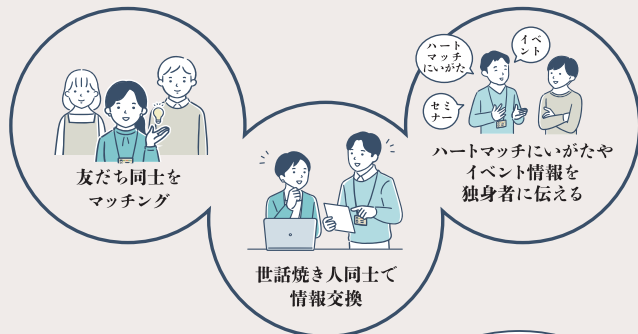 友だち同士を
マッチング
世話焼き人同士で
情報交換
ハート
マッチ
にいがた
イベ
ント
セミ
ナー
ハートマッチにいがたや
イベント情報を
独身者に伝える